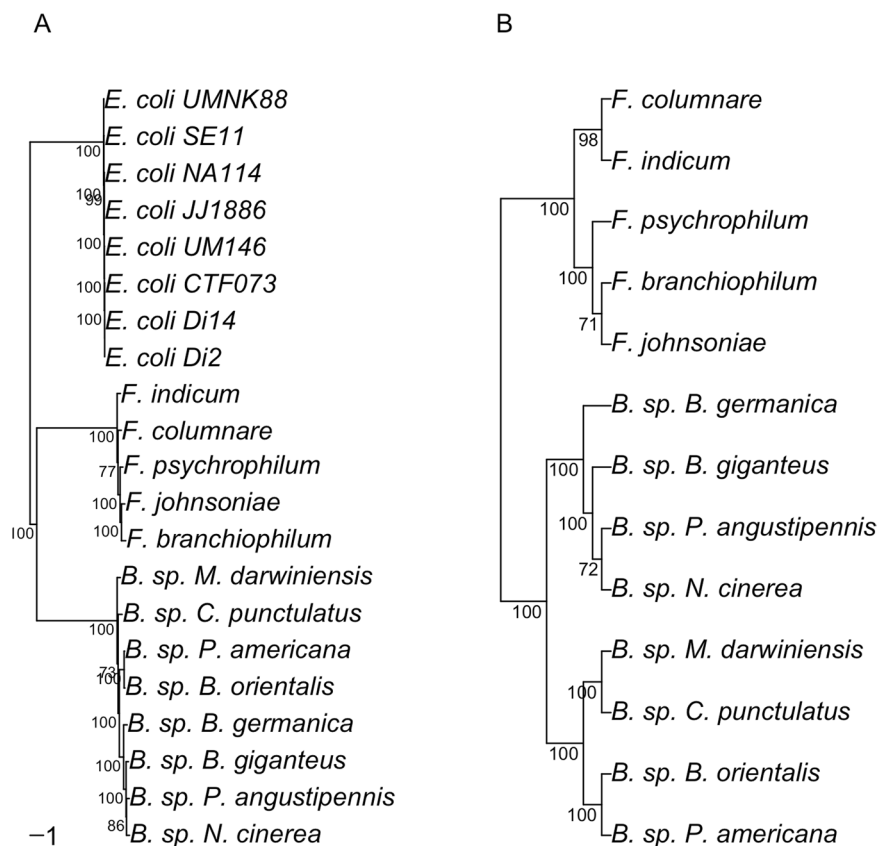 A
E. coli UMNK88
100
E. coli SE11
E. coli NA114
100
99
E. coli JJ1886
E. coli UM146
100
E. coli CTF073
100
E. coli Di14
100
E. coli Di2
F. indicum
F. columnare
100
F. psychrophilum
77
F. johnsoniae
100
F. branchiophilum
100
100
B. sp. M. darwiniensis
B. sp. C. punctulatus
100
B. sp. P. americana
73
100
B. sp. B. orientalis
B. sp. B. germanica
100
B. sp. B. giganteus
100
B. sp. P. angustipennis
100
B. sp. N. cinerea
86
–1
B
F. columnare
98
F. indicum
100
F. psychrophilum
100
F. branchiophilum
71
F. johnsoniae
B. sp. B. germanica
100
B. sp. B. giganteus
100
B. sp. P. angustipennis
72
B. sp. N. cinerea
100
B. sp. M. darwiniensis
100
B. sp. C. punctulatus
100
B. sp. B. orientalis
100
B. sp. P. americana